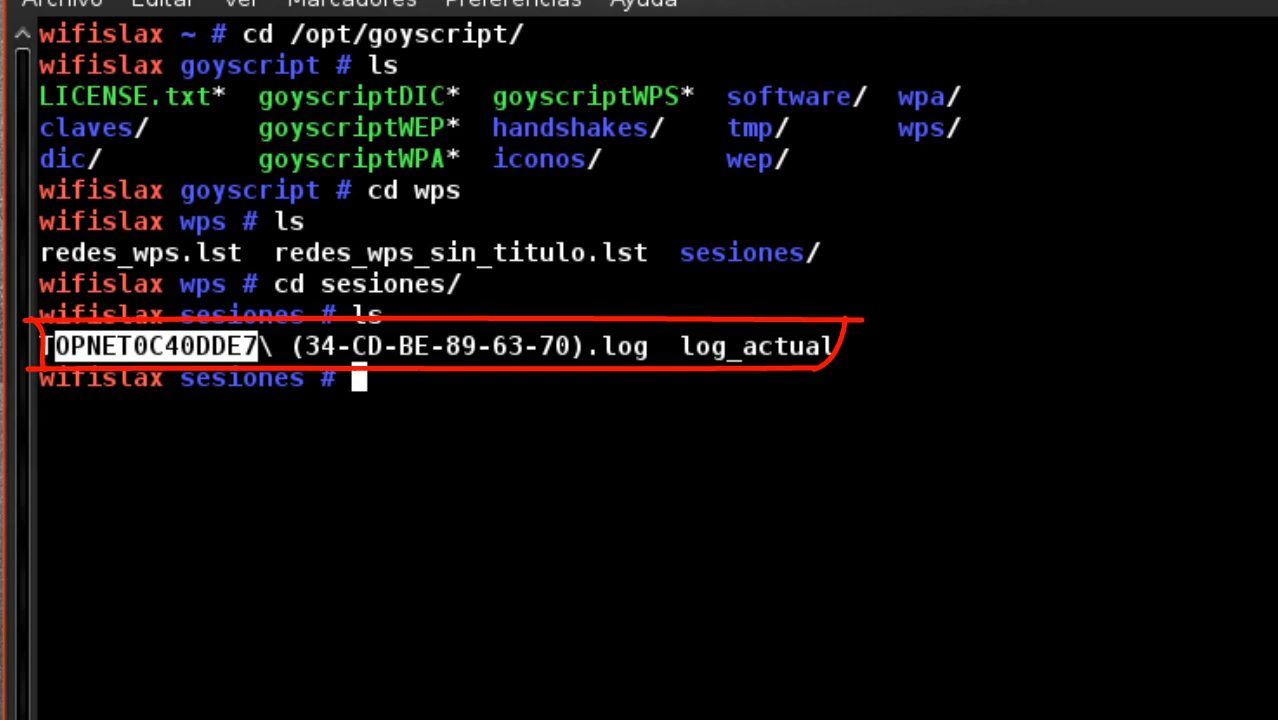 Archivo Editar Ver Marcadores Preferencias Ayuda
wifislax ~ # cd /opt/goyscript/
wifislax goyscript # ls
LICENSE.txt* goyscriptDIC* goyscriptWPS* software/ wpa/
claves/ goyscriptWEP* handshakes/ tmp/ wps/
dic/ goyscriptWPA* iconos/ wep/
wifislax goyscript # cd wps
wifislax wps # ls
redes_wps.lst redes_wps_sin_titulo.lst sesiones/
wifislax wps # cd sesiones/
wifislax sesiones # ls
TOPNET0C40DDE7\ (34-CD-BE-89-63-70).log log_actual
wifislax sesiones #